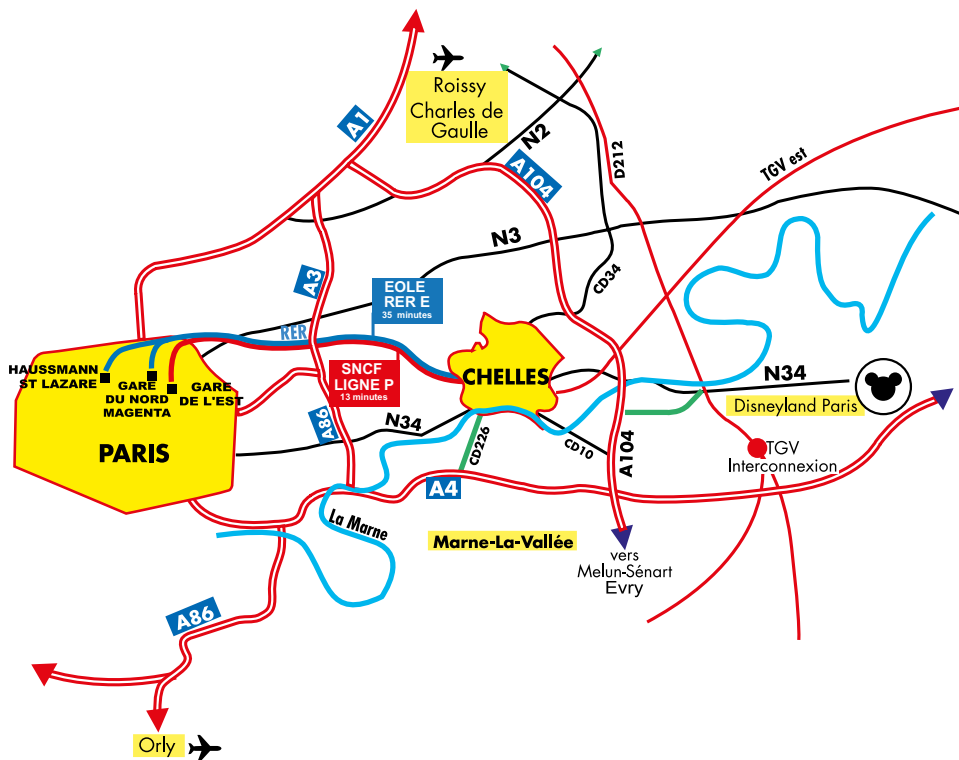 A1
Roissy
Charles de
Gaulle
N2
A104
D212
TGV est
N3
A3
CD34
EOLE
RER E
35 minutes
RER
SNCF
LIGNE P
13 minutes
HAUSSMANN
ST LAZARE
GARE
DU NORD
MAGENTA
GARE
DE L'EST
PARIS
CHELLES
N34
Disneyland Paris
A86
N34
CD226
CD10
A104
TGV
Interconnexion
A4
La Marne
Marne-La-Vallée
vers
Melun-Sénart
Evry
A86
Orly